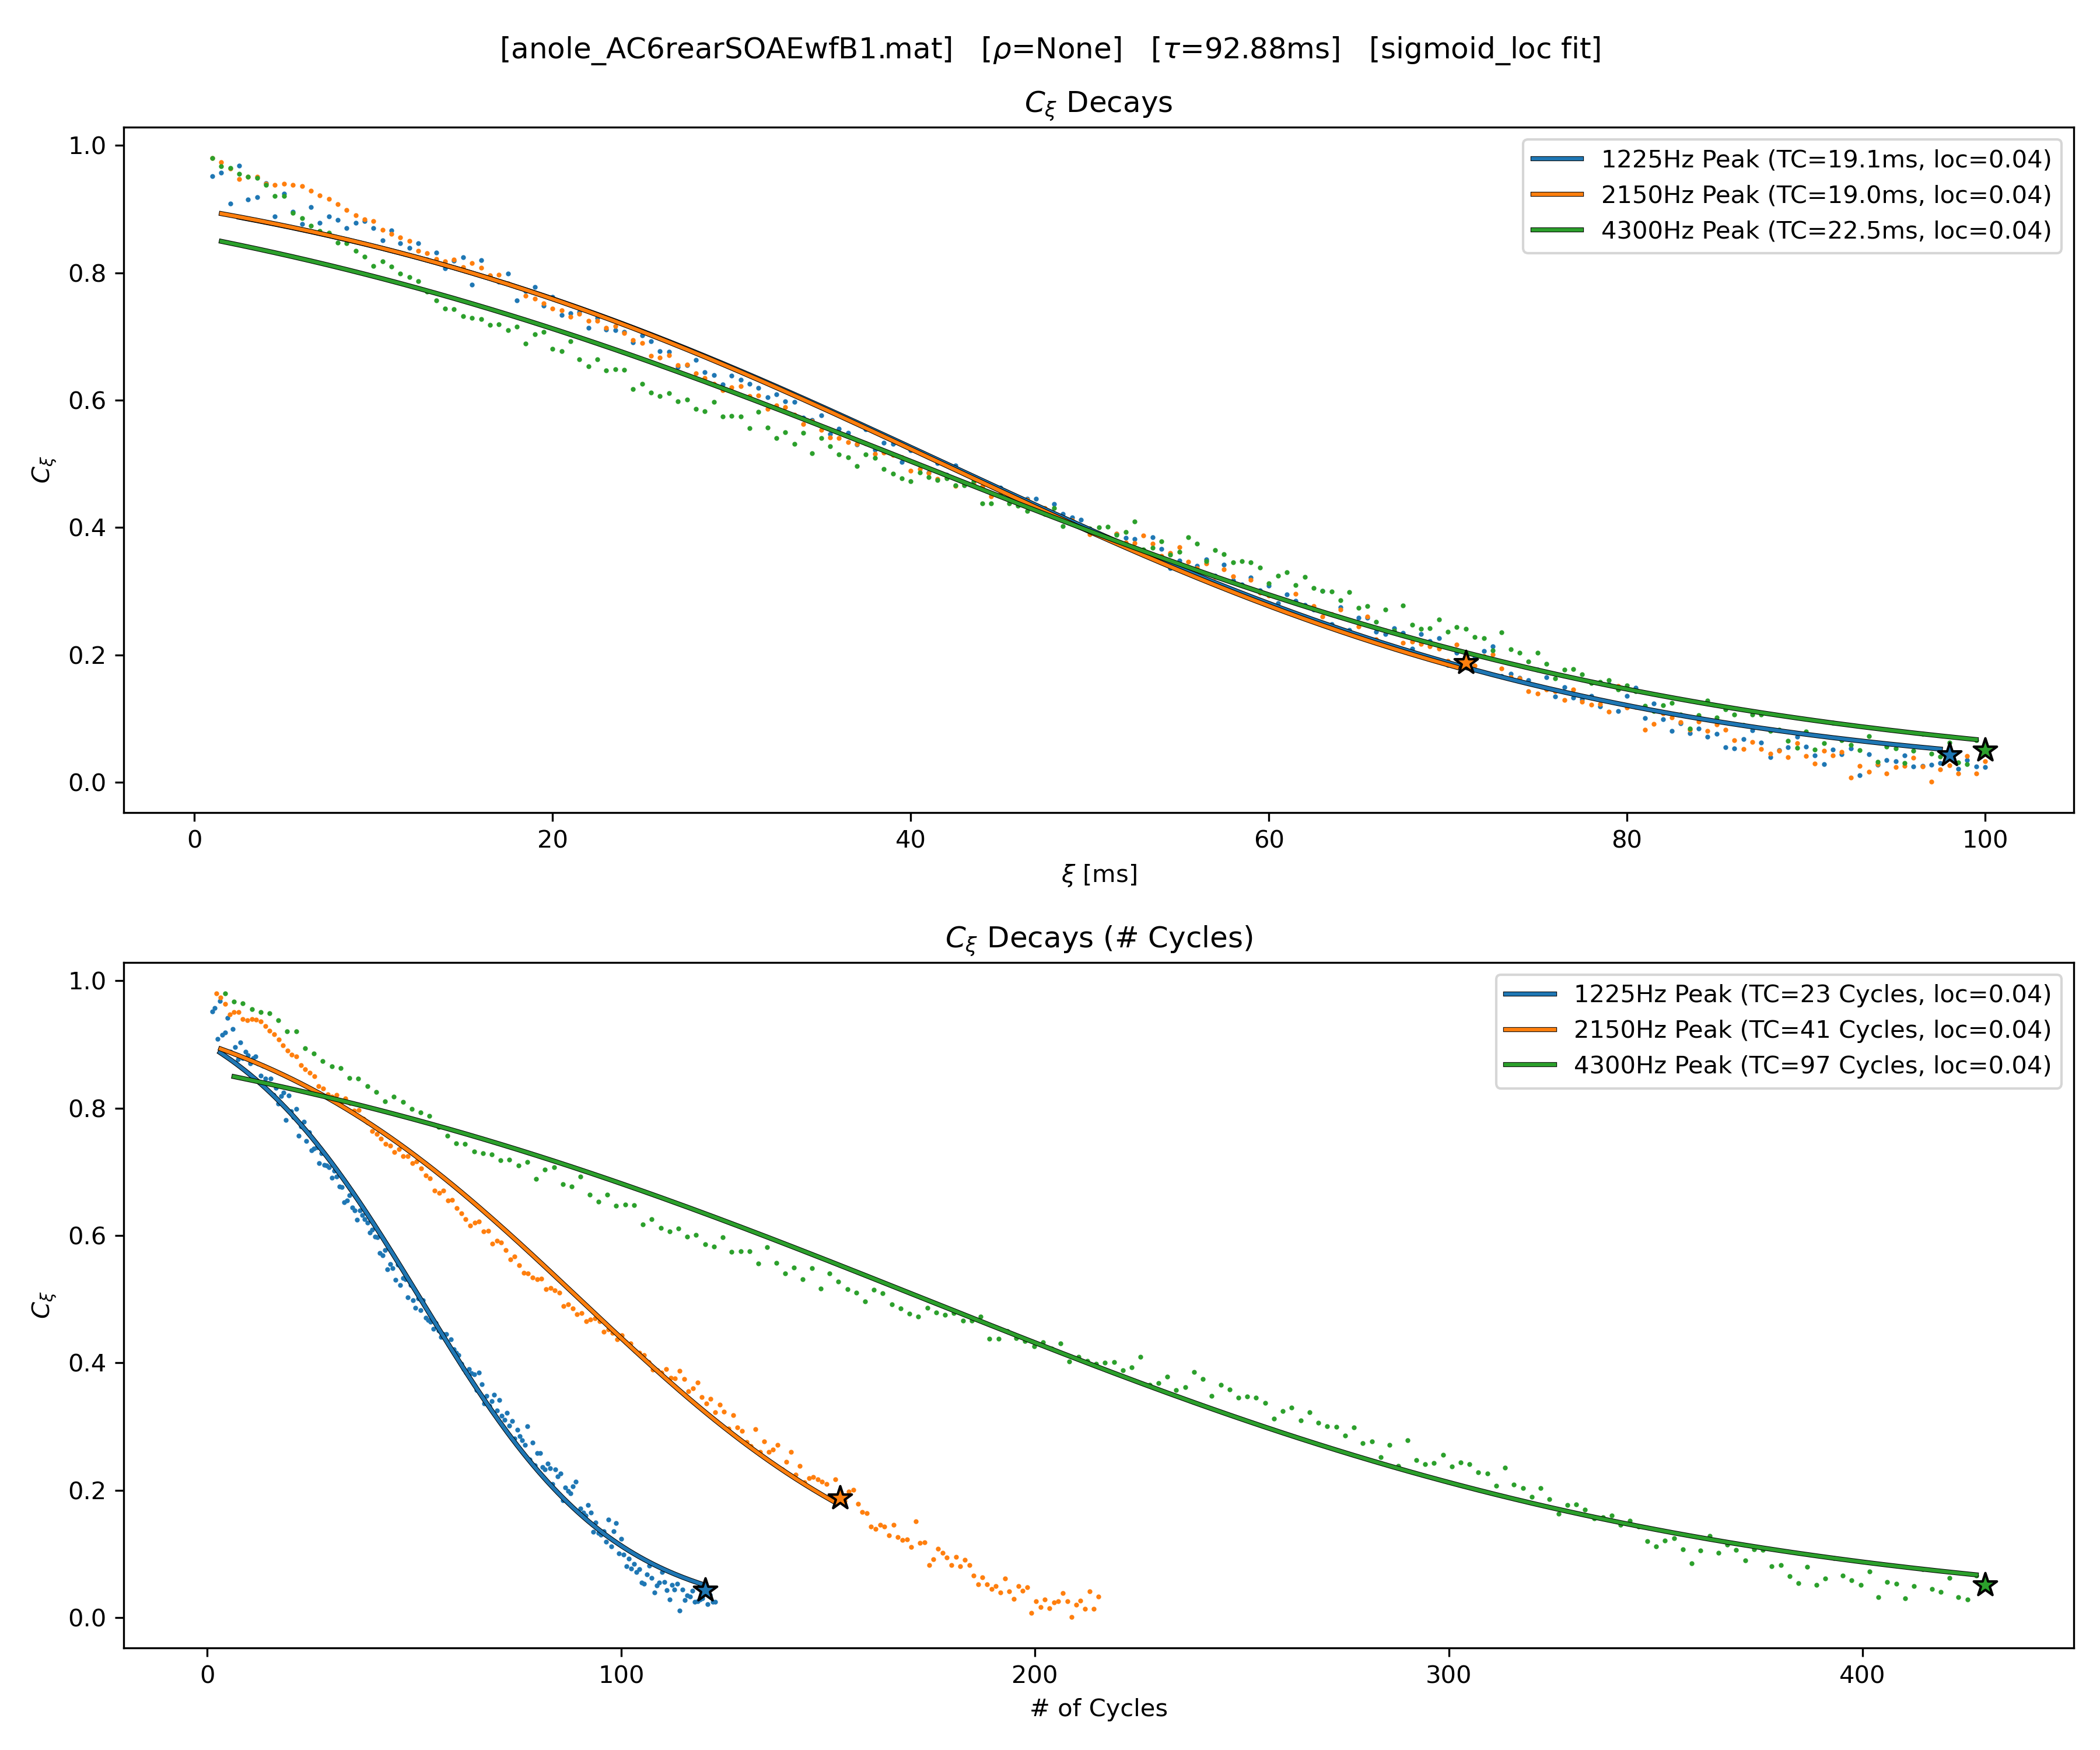 [anole_AC6rearSOAEwfB1.mat]   [ρ=None]   [τ=92.88ms]   [sigmoid_loc fit]
C_ξ Decays
1225Hz Peak (TC=19.1ms, loc=0.04)
2150Hz Peak (TC=19.0ms, loc=0.04)
4300Hz Peak (TC=22.5ms, loc=0.04)
1.0
0.8
0.6
0.4
0.2
0.0
C_ξ
0 20 40 60 80 100
ξ [ms]
C_ξ Decays (# Cycles)
1225Hz Peak (TC=23 Cycles, loc=0.04)
2150Hz Peak (TC=41 Cycles, loc=0.04)
4300Hz Peak (TC=97 Cycles, loc=0.04)
1.0
0.8
0.6
0.4
0.2
0.0
C_ξ
0 100 200 300 400
# of Cycles